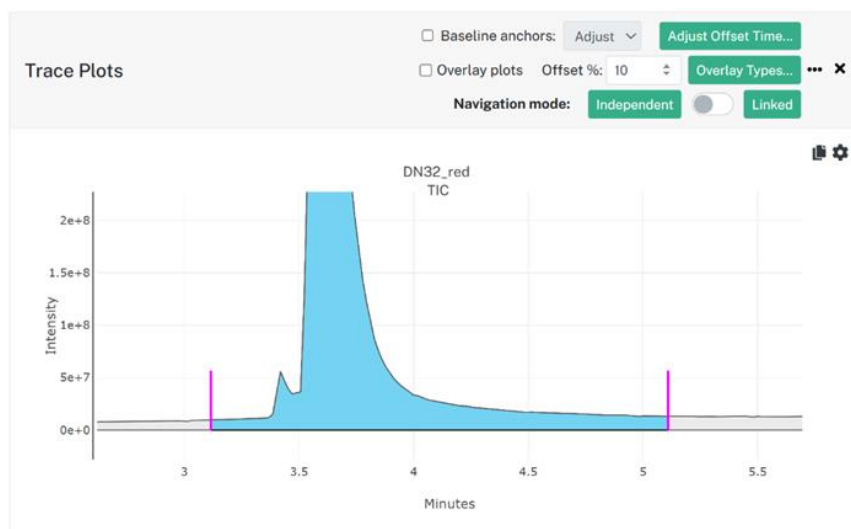 Baseline anchors: Adjust Adjust Offset Time...
Trace Plots
Overlay plots Offset %: 10 Overlay Types...
Navigation mode: Independent Linked
DN32_red
TIC
2e+8
1.5e+8
1e+8
5e+7
0e+0
Intensity
3 3.5 4 4.5 5 5.5
Minutes